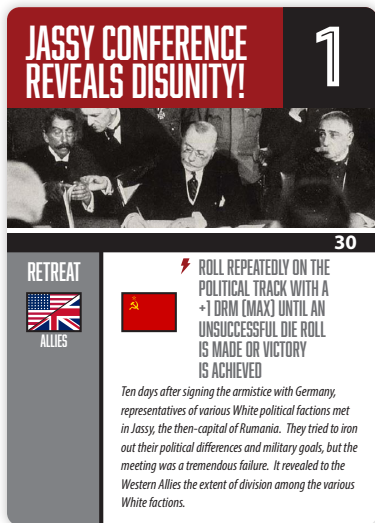 JASSY CONFERENCE
REVEALS DISUNITY!
1
30
RETREAT
ALLIES
ROLL REPEATEDLY ON THE
POLITICAL TRACK WITH A
+1 DRM (MAX) UNTIL AN
UNSUCCESSFUL DIE ROLL
IS MADE OR VICTORY
IS ACHIEVED
Ten days after signing the armistice with Germany,
representatives of various White political factions met
in Jassy, the then-capital of Rumania. They tried to iron
out their political differences and military goals, but the
meeting was a tremendous failure. It revealed to the
Western Allies the extent of division among the various
White factions.